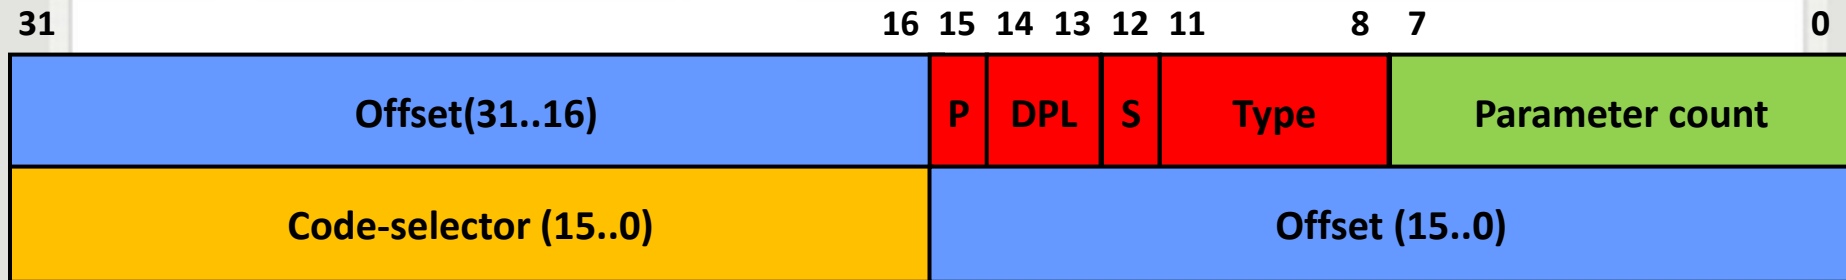 31 16 15 14 13 12 11 8 7 0
Offset(31..16) P DPL S Type Parameter count
Code-selector (15..0) Offset (15..0)